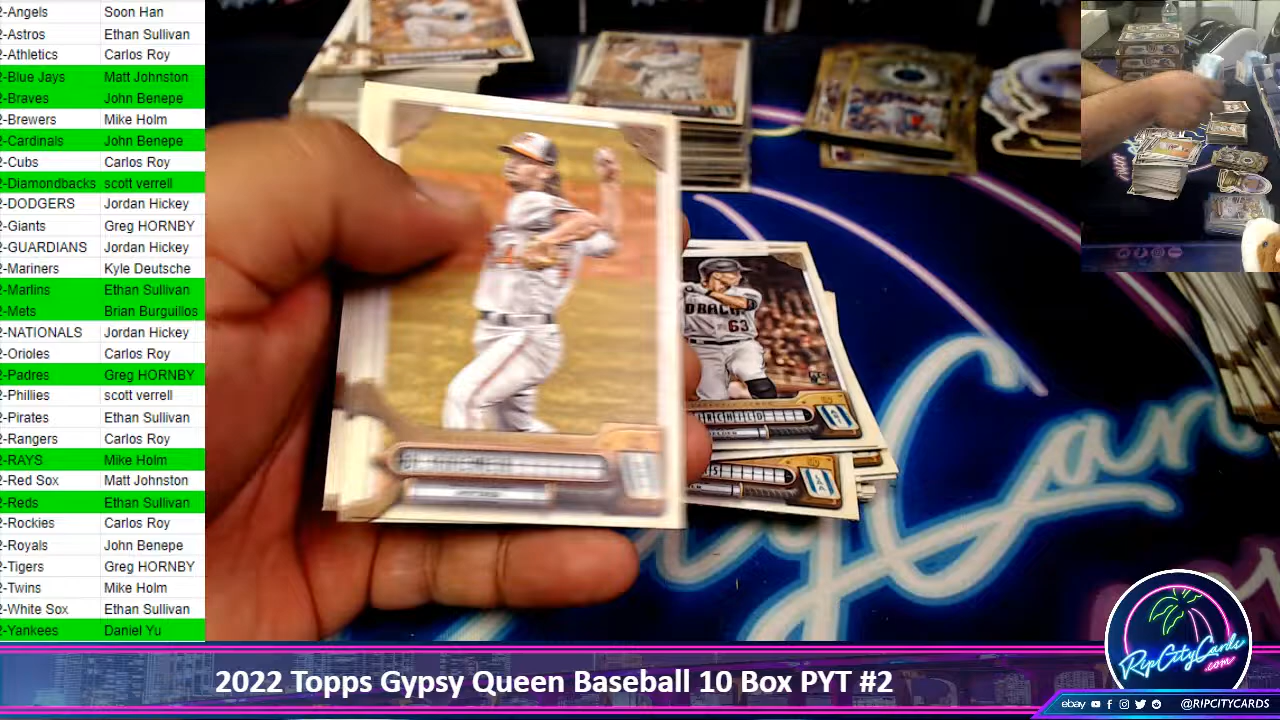 2-Angels Soon Han
2-Astros Ethan Sullivan
2-Athletics Carlos Roy
2-Blue Jays Matt Johnston
2-Braves John Benepe
2-Brewers Mike Holm
2-Cardinals John Benepe
2-Cubs Carlos Roy
2-Diamondbacks scott verrell
2-DODGERS Jordan Hickey
2-Giants Greg HORNBY
2-GUARDIANS Jordan Hickey
2-Mariners Kyle Deutsche
2-Marlins Ethan Sullivan
2-Mets Brian Burguillos
2-NATIONALS Jordan Hickey
2-Orioles Carlos Roy
2-Padres Greg HORNBY
2-Phillies scott verrell
2-Pirates Ethan Sullivan
2-Rangers Carlos Roy
2-RAYS Mike Holm
2-Red Sox Matt Johnston
2-Reds Ethan Sullivan
2-Rockies Carlos Roy
2-Royals John Benepe
2-Tigers Greg HORNBY
2-Twins Mike Holm
2-White Sox Ethan Sullivan
2-Yankees Daniel Yu
63
RipCityCards
.com
2022 Topps Gypsy Queen Baseball 10 Box PYT #2
ebay @RIPCITYCARDS